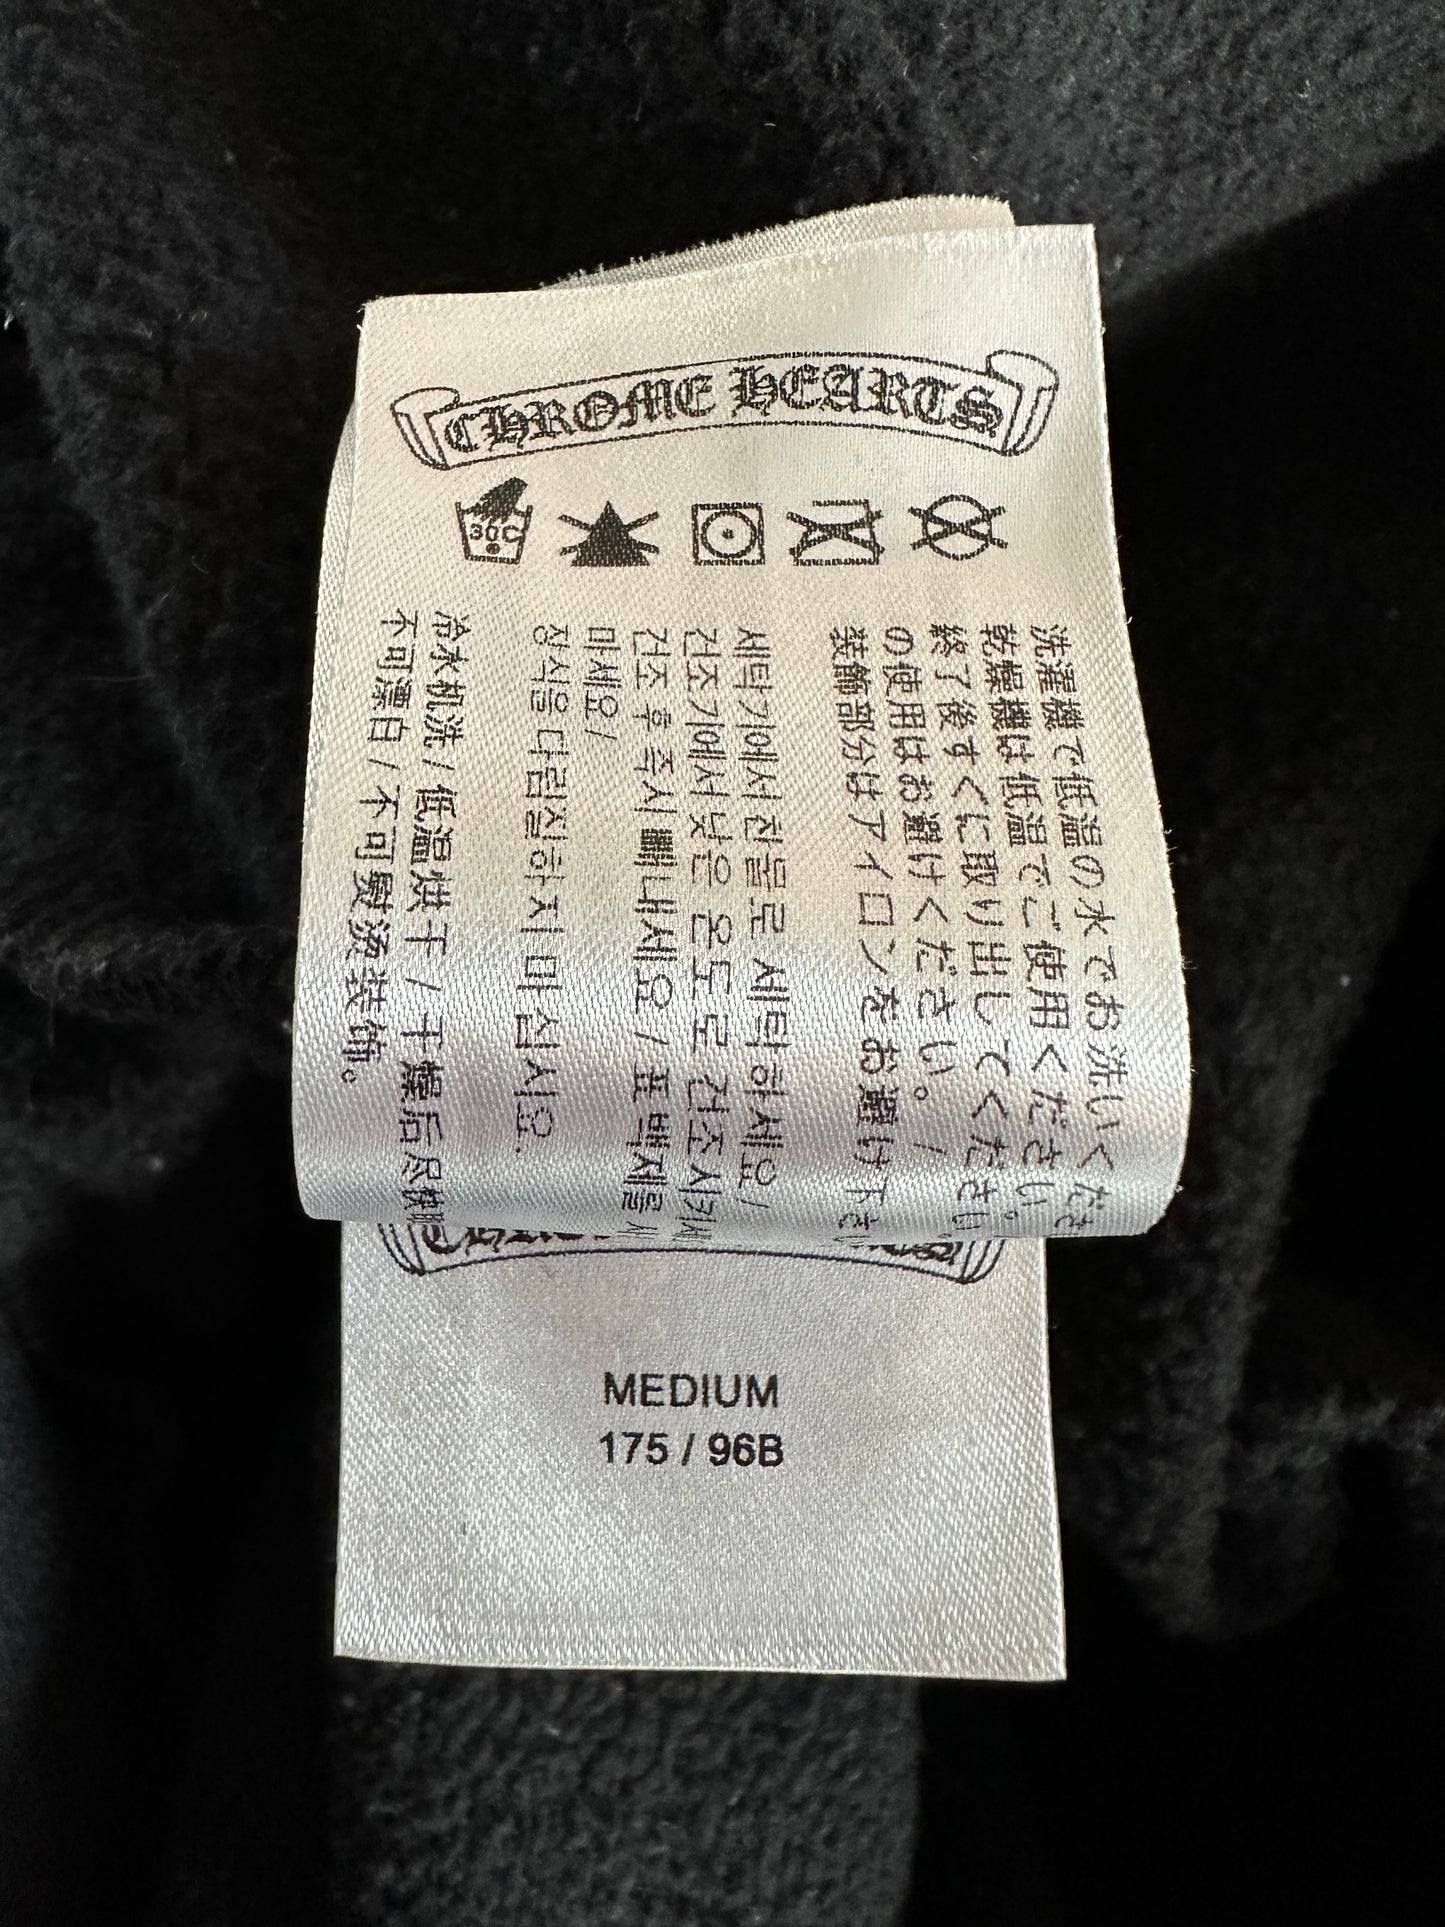 CHROME HEARTS
30C
洗濯機で低温の水でお洗いくださ
乾燥機は低温でご使用ください。
終了後すぐに取り出してください。
の使用はお避けください。/
装飾部分はアイロンをお避け下さい
세탁기에서 찬물로 세탁하세요/
건조기에서 낮은 온도로 건조시키세
건조 후 즉시 빼내세요 / 표백제를 사
마세요/
장식을 다림질하지 마십시요.
冷水机洗 / 低温烘干 / 干燥后尽快
不可漂白 / 不可熨烫装饰。
MEDIUM
175 / 96B